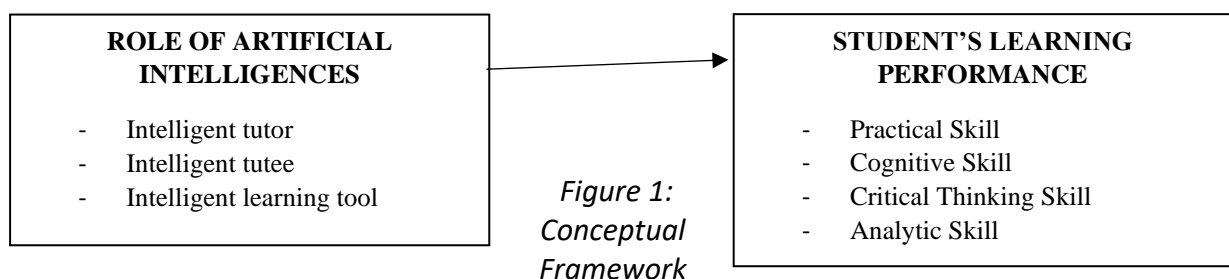 ROLE OF ARTIFICIAL
INTELLIGENCES
- Intelligent tutor
- Intelligent tutee
- Intelligent learning tool
Figure 1:
Conceptual
Framework
STUDENT’S LEARNING
PERFORMANCE
- Practical Skill
- Cognitive Skill
- Critical Thinking Skill
- Analytic Skill